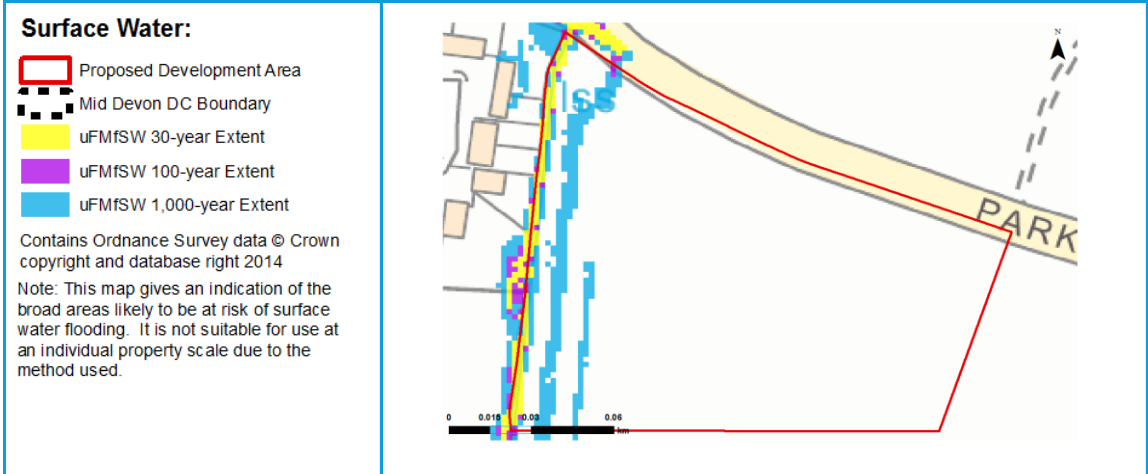 Surface Water:
Proposed Development Area
Mid Devon DC Boundary
uFMfSW 30-year Extent
uFMfSW 100-year Extent
uFMfSW 1,000-year Extent
Contains Ordnance Survey data © Crown
copyright and database right 2014
Note: This map gives an indication of the
broad areas likely to be at risk of surface
water flooding. It is not suitable for use at
an individual property scale due to the
method used.
N
Iss
PARK
0 0.015 0.03 0.06
km